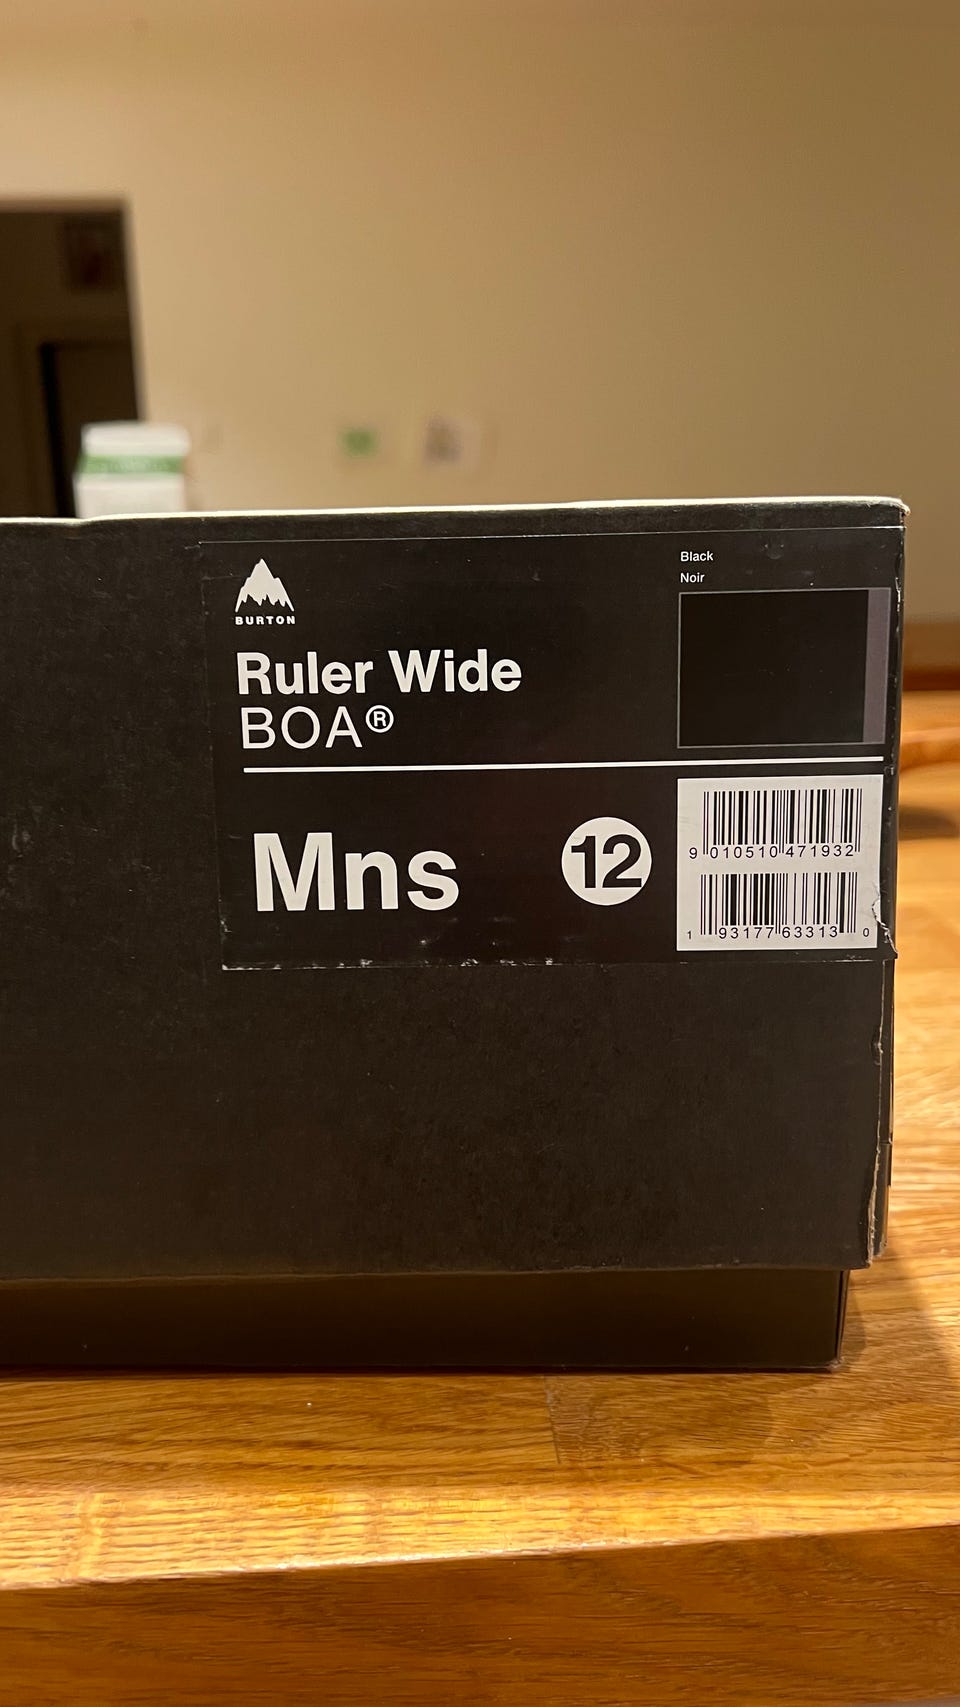 BURTON
Ruler Wide
BOA®
Mns
12
Black
Noir
9 010510 471932
1 93177 63313 0